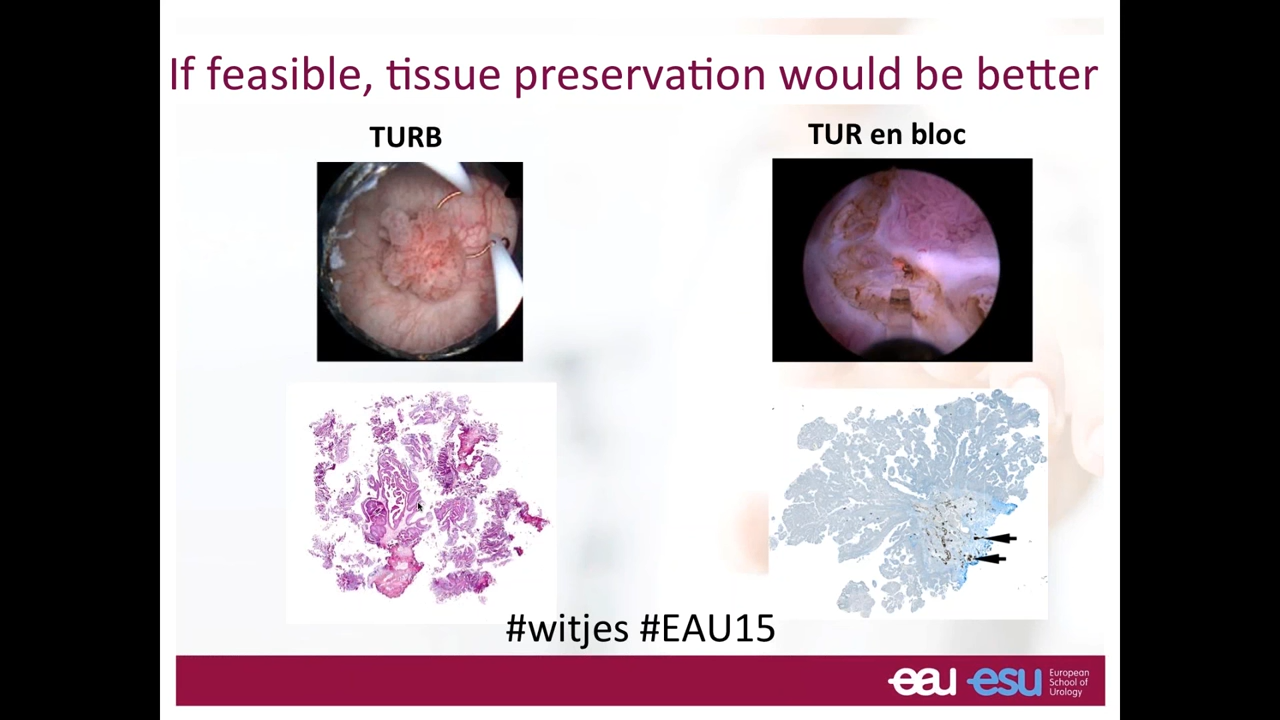 If feasible, tissue preservation would be better
TURB
TUR en bloc
#witjes #EAU15
eau esu European
School of
Urology